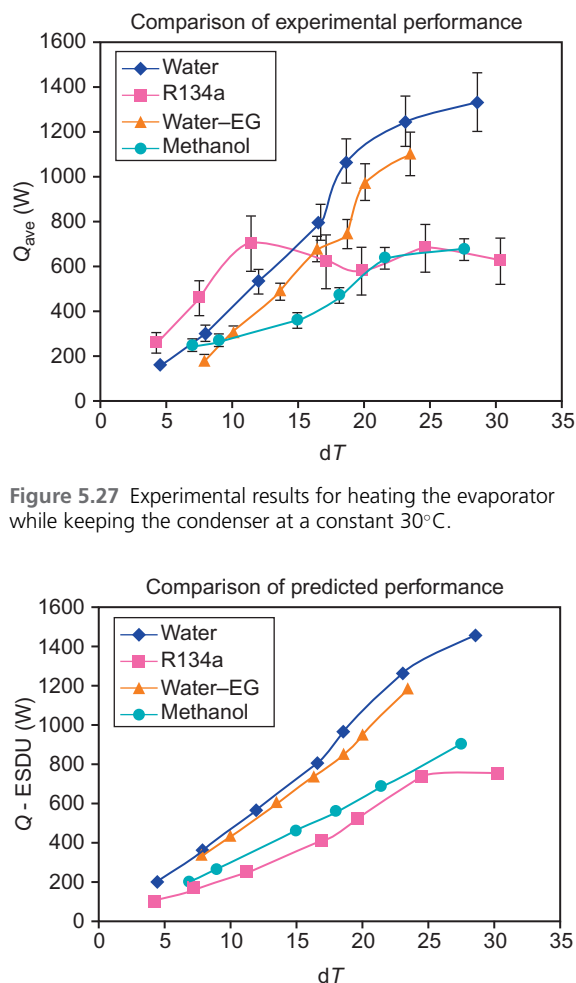 Comparison of experimental performance
1600
1400
1200
1000
800
600
400
200
0
Q_ave (W)
Water
R134a
Water–EG
Methanol
0 5 10 15 20 25 30 35
dT
Figure 5.27 Experimental results for heating the evaporator
while keeping the condenser at a constant 30°C.
Comparison of predicted performance
1600
1400
1200
1000
800
600
400
200
0
Q - ESDU (W)
Water
R134a
Water–EG
Methanol
0 5 10 15 20 25 30 35
dT